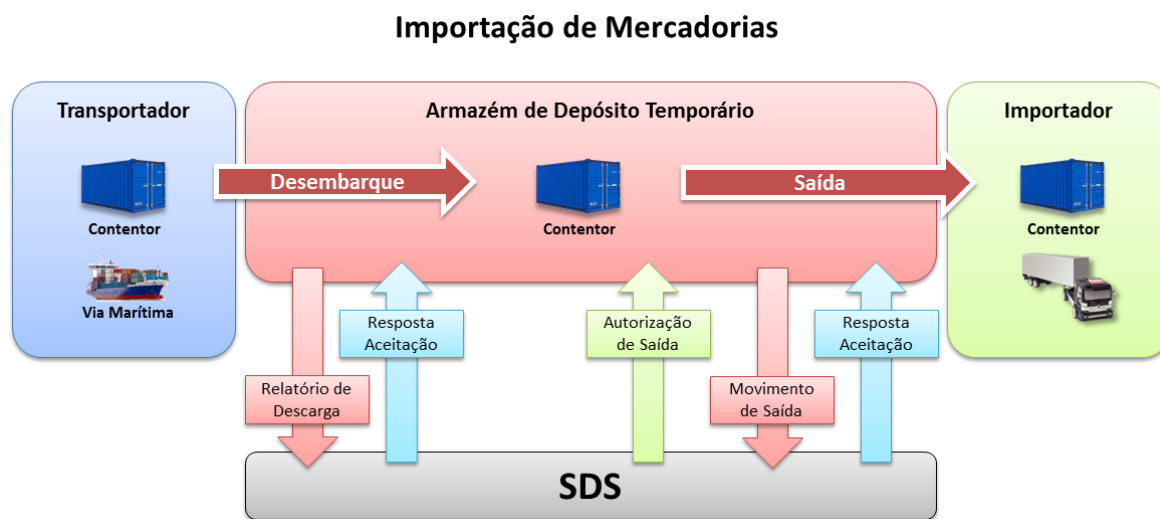 Importação de Mercadorias
Transportador
Armazém de Depósito Temporário
Importador
Desembarque
Saída
Contentor
Contentor
Contentor
Via Marítima
Resposta
Aceitação
Autorização
de Saída
Resposta
Aceitação
Relatório de
Descarga
Movimento
de Saída
SDS